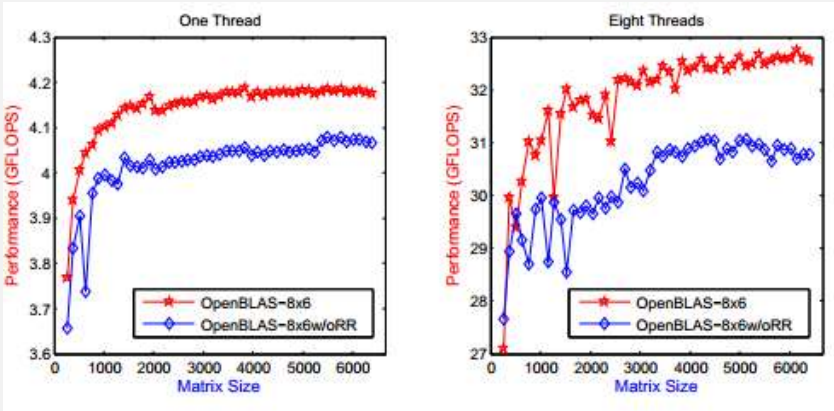 One Thread
4.3
4.2
4.1
4
3.9
3.8
3.7
3.6
Performance (GFLOPS)
OpenBLAS-8x6
OpenBLAS-8x6w/oRR
0 1000 2000 3000 4000 5000 6000
Matrix Size
Eight Threads
33
32
31
30
29
28
27
Performance (GFLOPS)
OpenBLAS-8x6
OpenBLAS-8x6w/oRR
0 1000 2000 3000 4000 5000 6000
Matrix Size